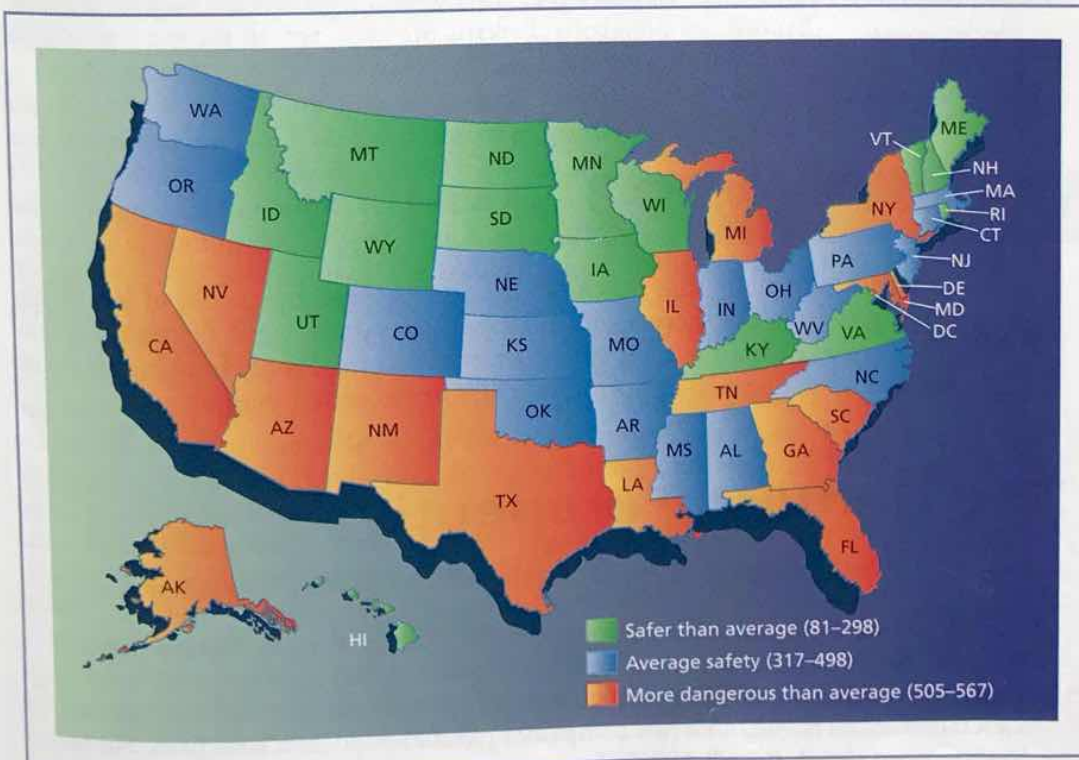 WA
OR
CA
NV
ID
MT
WY
UT
AZ
CO
NM
ND
SD
NE
KS
OK
TX
MN
IA
MO
AR
LA
WI
IL
MI
IN
OH
KY
TN
MS
AL
GA
FL
SC
NC
VA
WV
PA
NY
VT
ME
NH
MA
RI
CT
NJ
DE
MD
DC
AK
HI
Safer than average (81–298)
Average safety (317–498)
More dangerous than average (505–567)